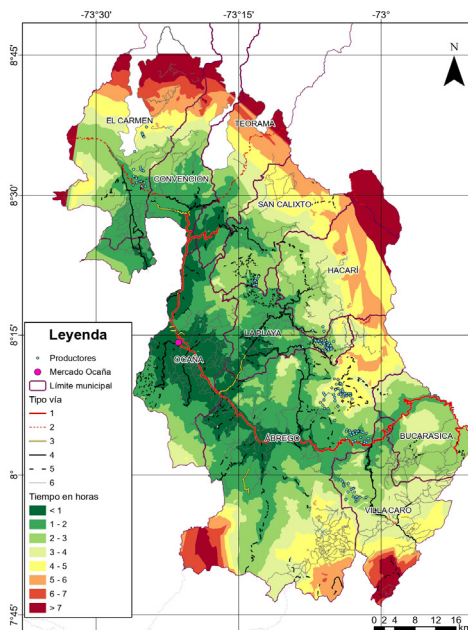 -73°30' -73°15' -73°
8°45'
EL CARMEN
TEORAMA
CONVENCIÓN
8°30'
SAN CALIXTO
HACARÍ
8°15'
LA PLAYA
OCAÑA
ÁBREGO
BUCARASICA
8°
VILLA CARO
7°45'
Leyenda
Productores
Mercado Ocaña
Límite municipal
Tipo vía
1
2
3
4
5
6
Tiempo en horas
< 1
1 - 2
2 - 3
3 - 4
4 - 5
5 - 6
6 - 7
> 7
0 2 4 8 12 16
km